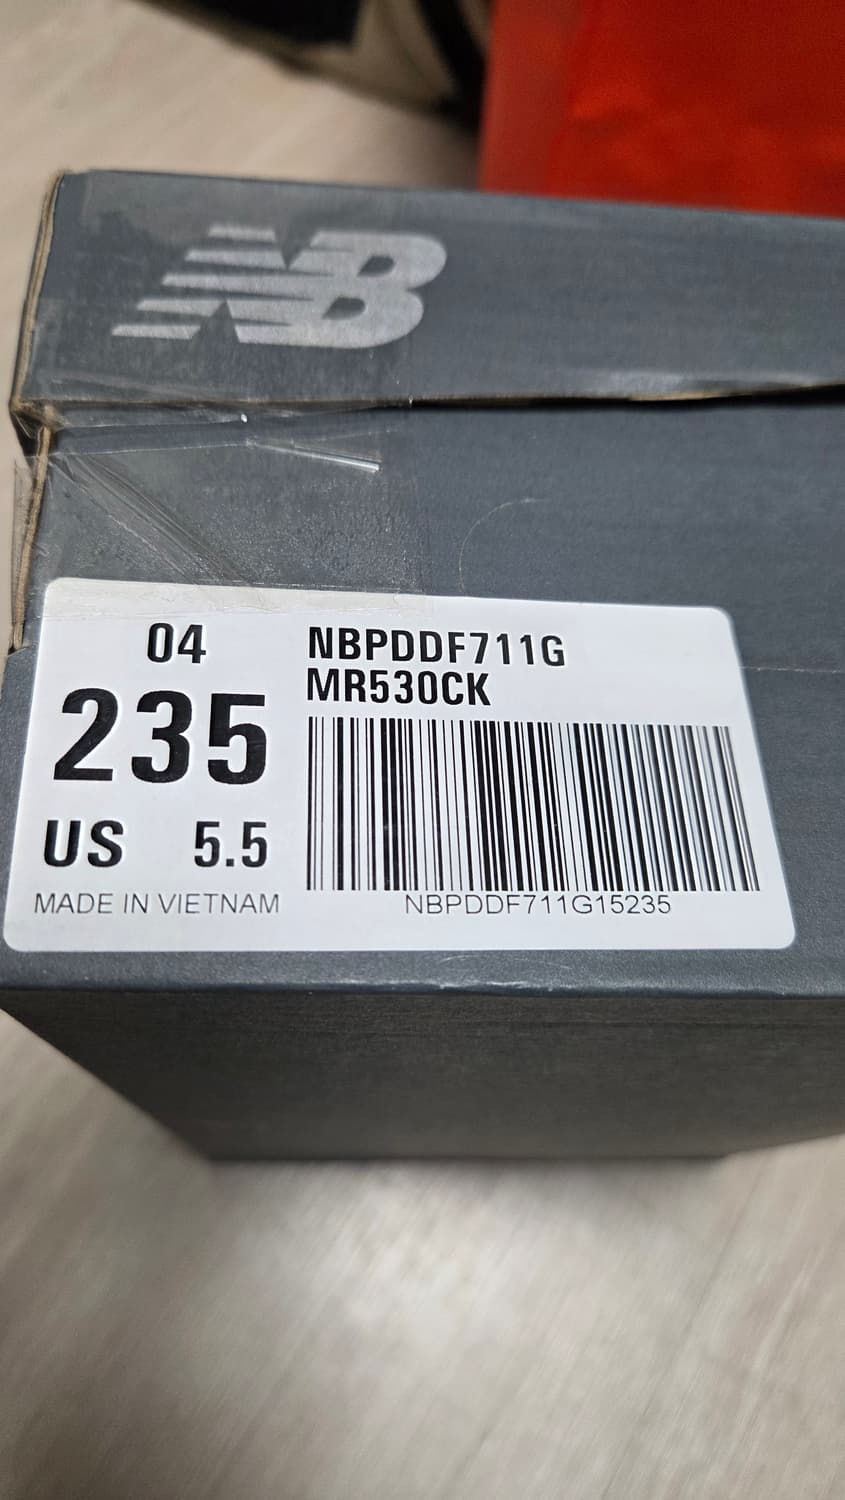 NB
04
235
US 5.5
MADE IN VIETNAM
NBPDDF711G
MR530CK
NBPDDF711G15235